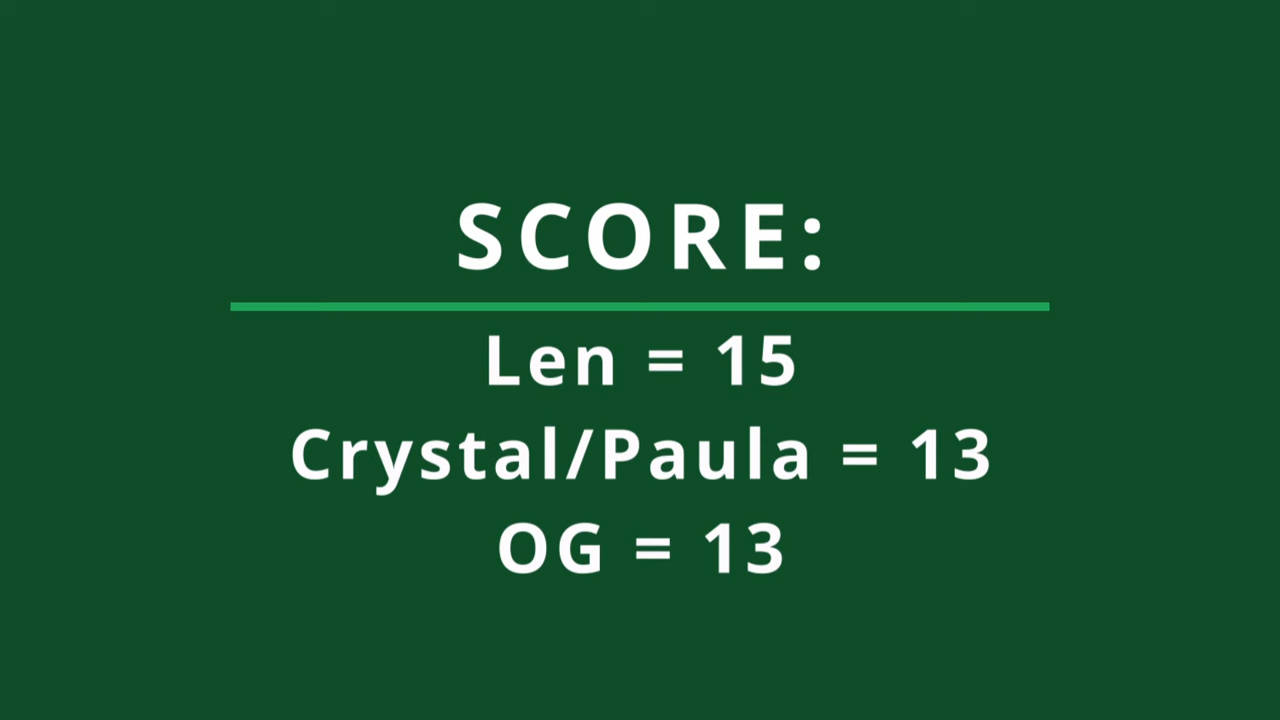 SCORE:
Len = 15
Crystal/Paula = 13
OG = 13